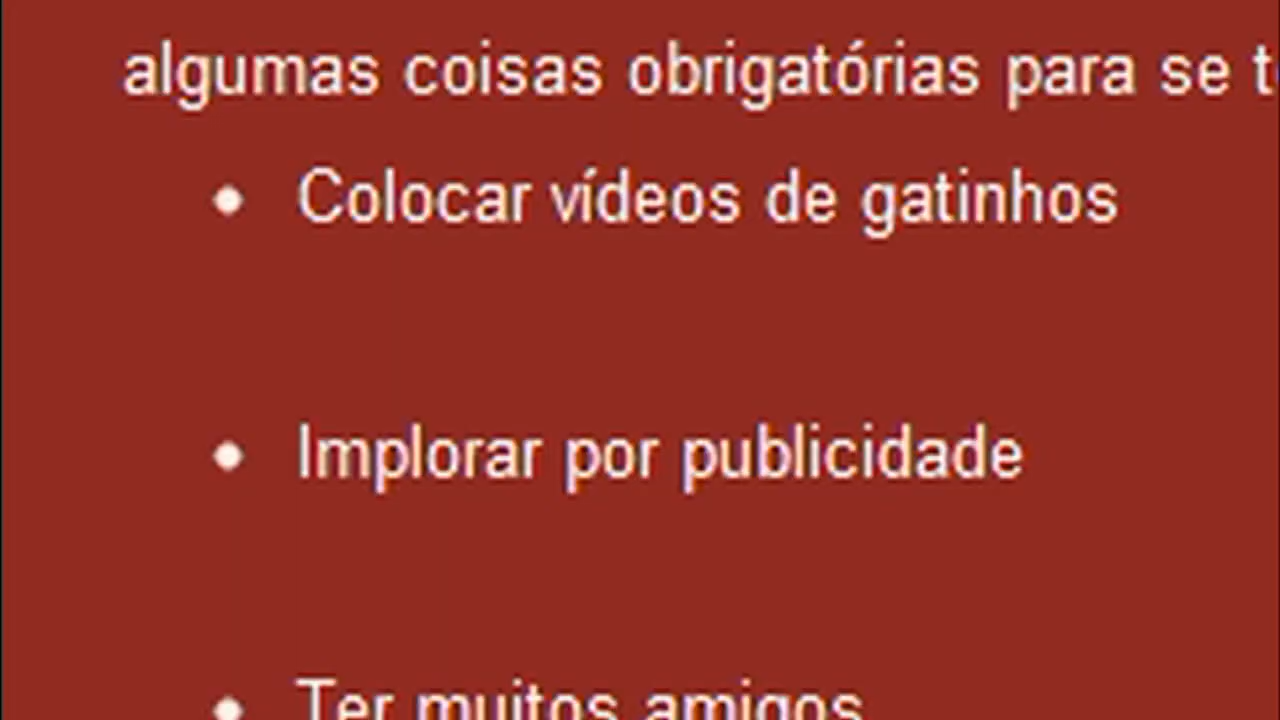 algumas coisas obrigatórias para se
• Colocar vídeos de gatinhos
• Implorar por publicidade
• Ter muitos amigos